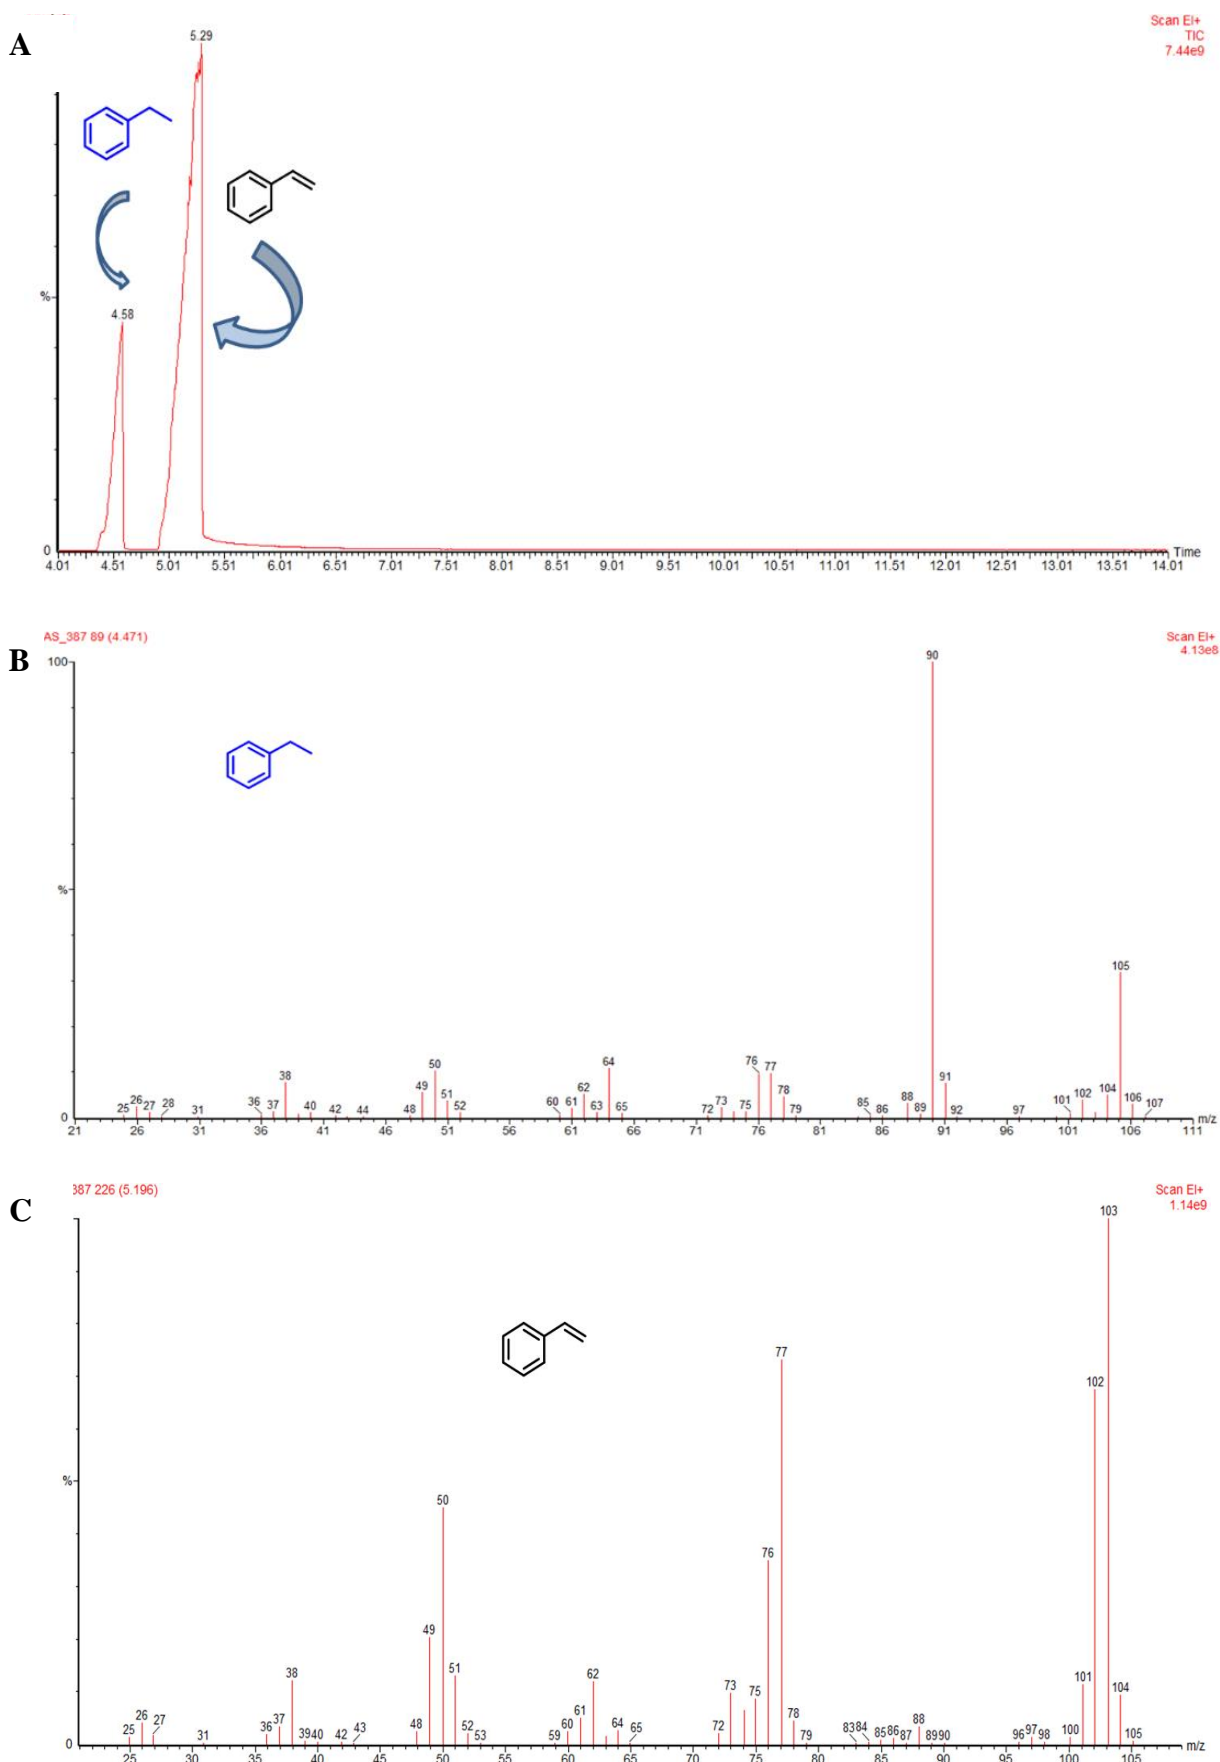 A
Scan EI+
TIC
7.44e9
5.29
4.58
%
0
4.01 4.51 5.01 5.51 6.01 6.51 7.01 7.51 8.01 8.51 9.01 9.51 10.01 10.51 11.01 11.51 12.01 12.51 13.01 13.51 14.01
Time
B
AS_387 89 (4.471)
Scan EI+
4.13e8
100
%
0
25 26 27 28 31 36 37 38 40 42 44 48 49 50 51 52 60 61 62 63 64 65 72 73 75 76 77 78 79 85 86 88 89 90 91 92 97 101 102 104 105 106 107
21 26 31 36 41 46 51 56 61 66 71 76 81 86 91 96 101 106 111
m/z
C
387 226 (5.196)
Scan EI+
1.14e9
%
0
25 26 27 31 36 37 38 39 40 42 43 48 49 50 51 52 53 59 60 61 62 64 65 72 73 75 76 77 78 79 83 84 85 86 87 88 89 90 96 97 98 100 101 102 103 104 105
25 30 35 40 45 50 55 60 65 70 75 80 85 90 95 100 105
m/z